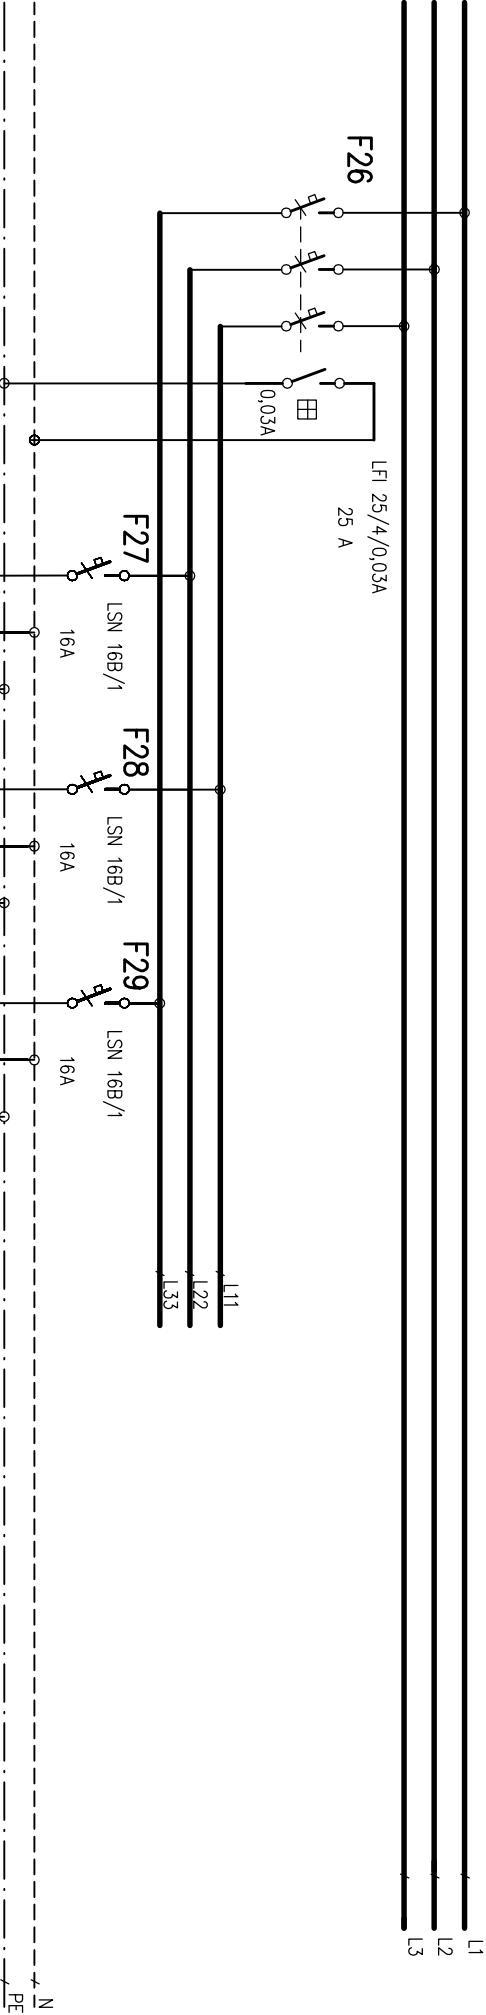 L1
L2
L3
F26
LFI 25/4/0,03A
25 A
0,03A
L11
L22
L33
F27
LSN 16B/1
16A
F28
LSN 16B/1
16A
F29
LSN 16B/1
16A
N
PE